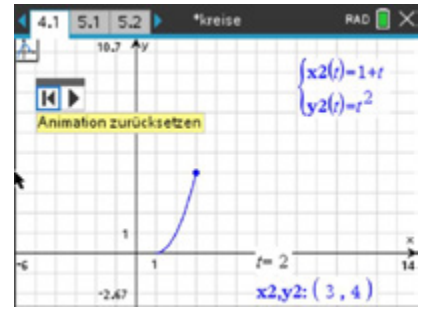 4.1 5.1 5.2 *kreise RAD
10.7 y
x2(t)=1+t
y2(t)=t²
Animation zurücksetzen
1
x
-6 1 t= 2 14
-2.67 x2,y2: ( 3 , 4 )